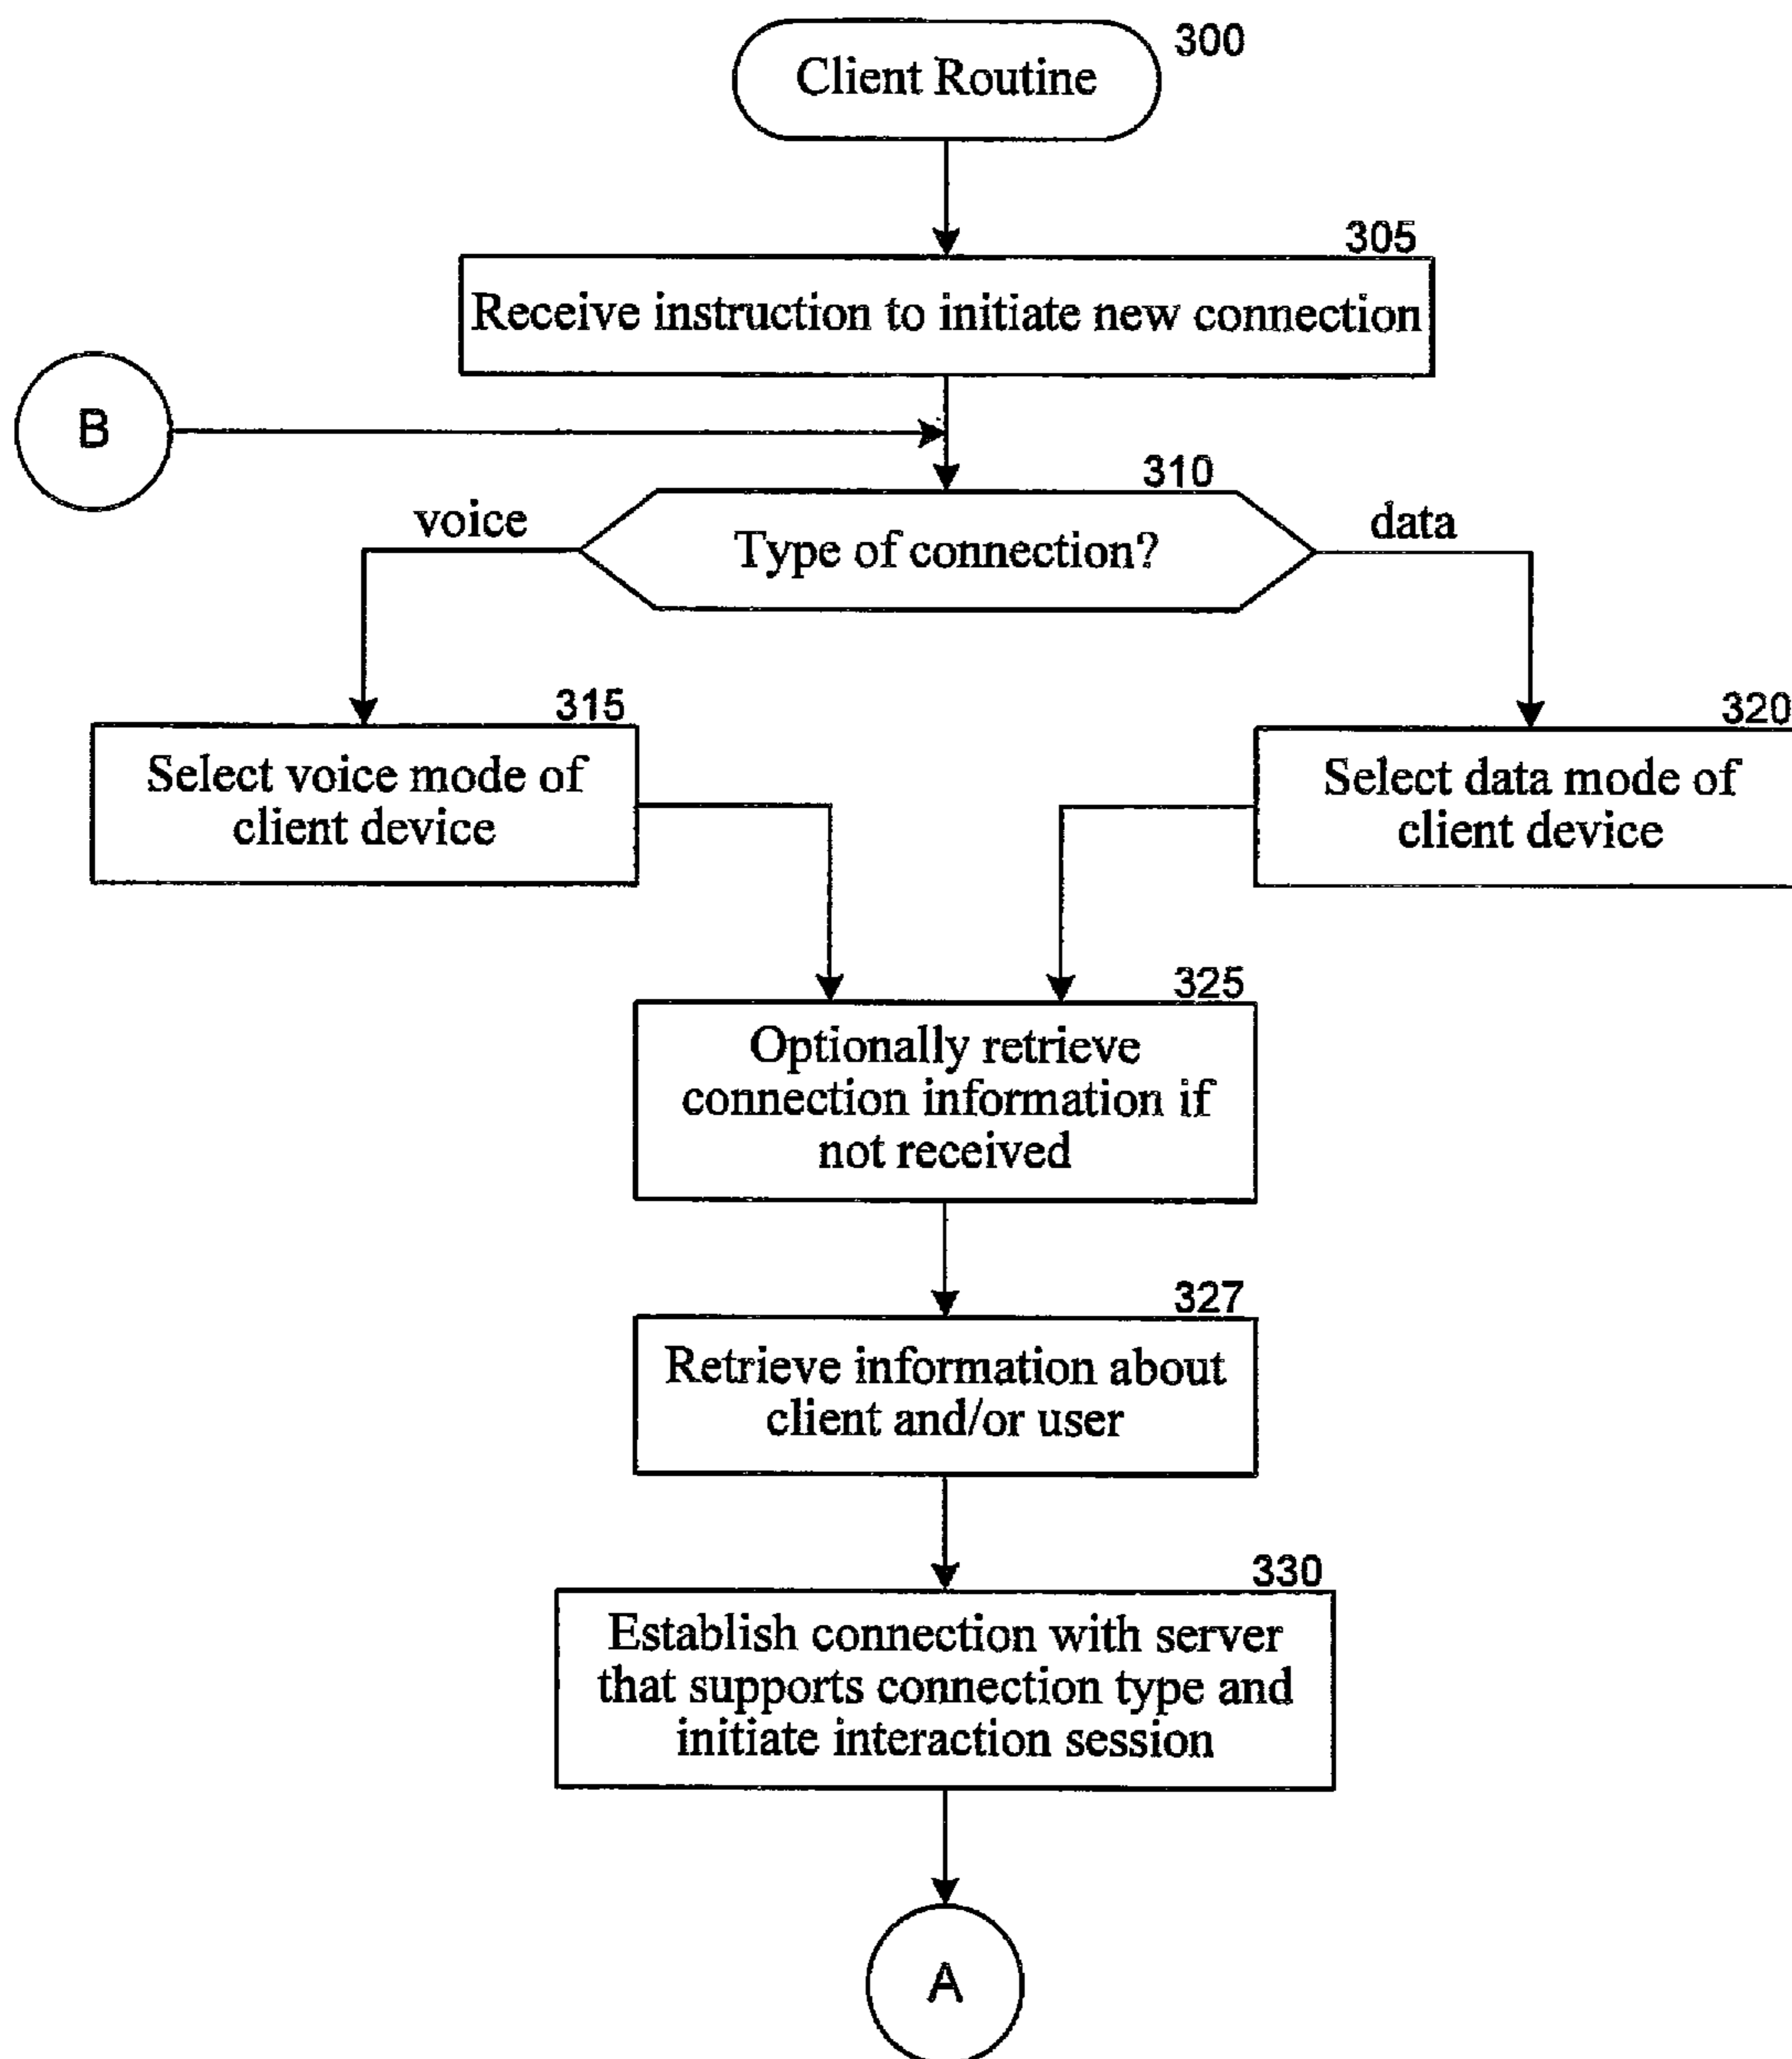 300
Client Routine
305
Receive instruction to initiate new connection
B
310
voice
Type of connection?
data
315
Select voice mode of
client device
320
Select data mode of
client device
325
Optionally retrieve
connection information if
not received
327
Retrieve information about
client and/or user
330
Establish connection with server
that supports connection type and
initiate interaction session
A